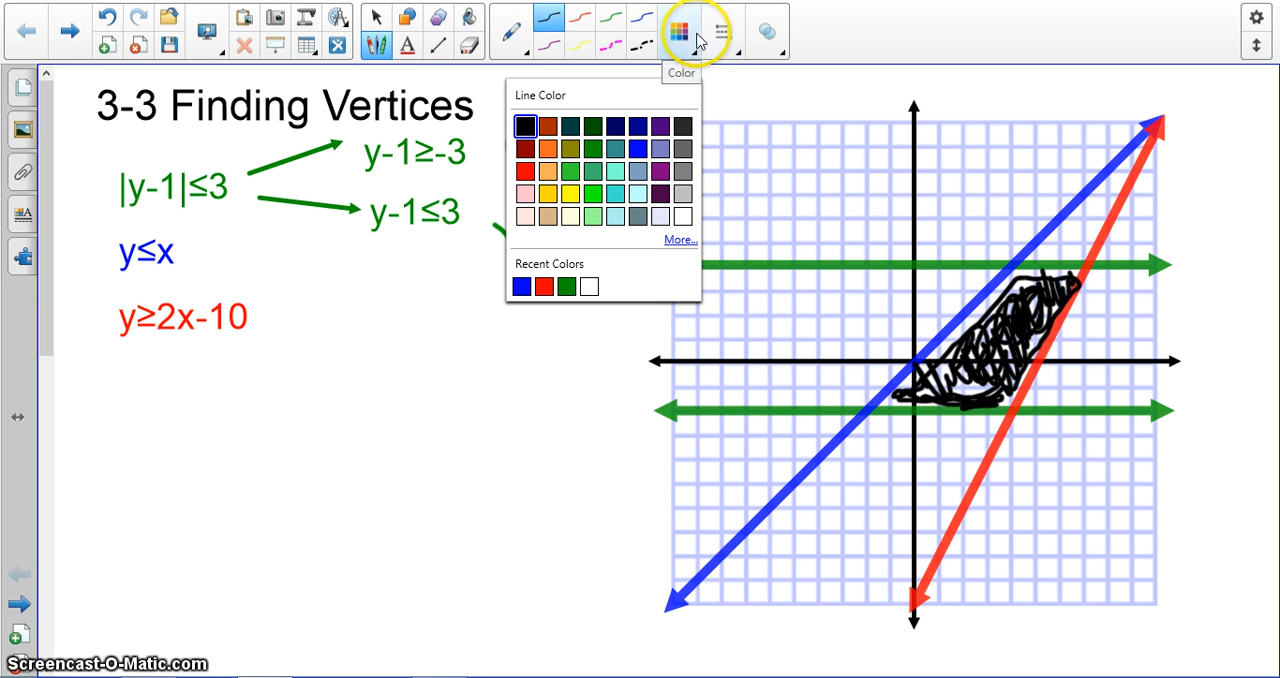 Color
Line Color
More...
Recent Colors
3-3 Finding Vertices
|y-1|≤3
y-1≥-3
y-1≤3
y≤x
y≥2x-10
Screencast-O-Matic.com